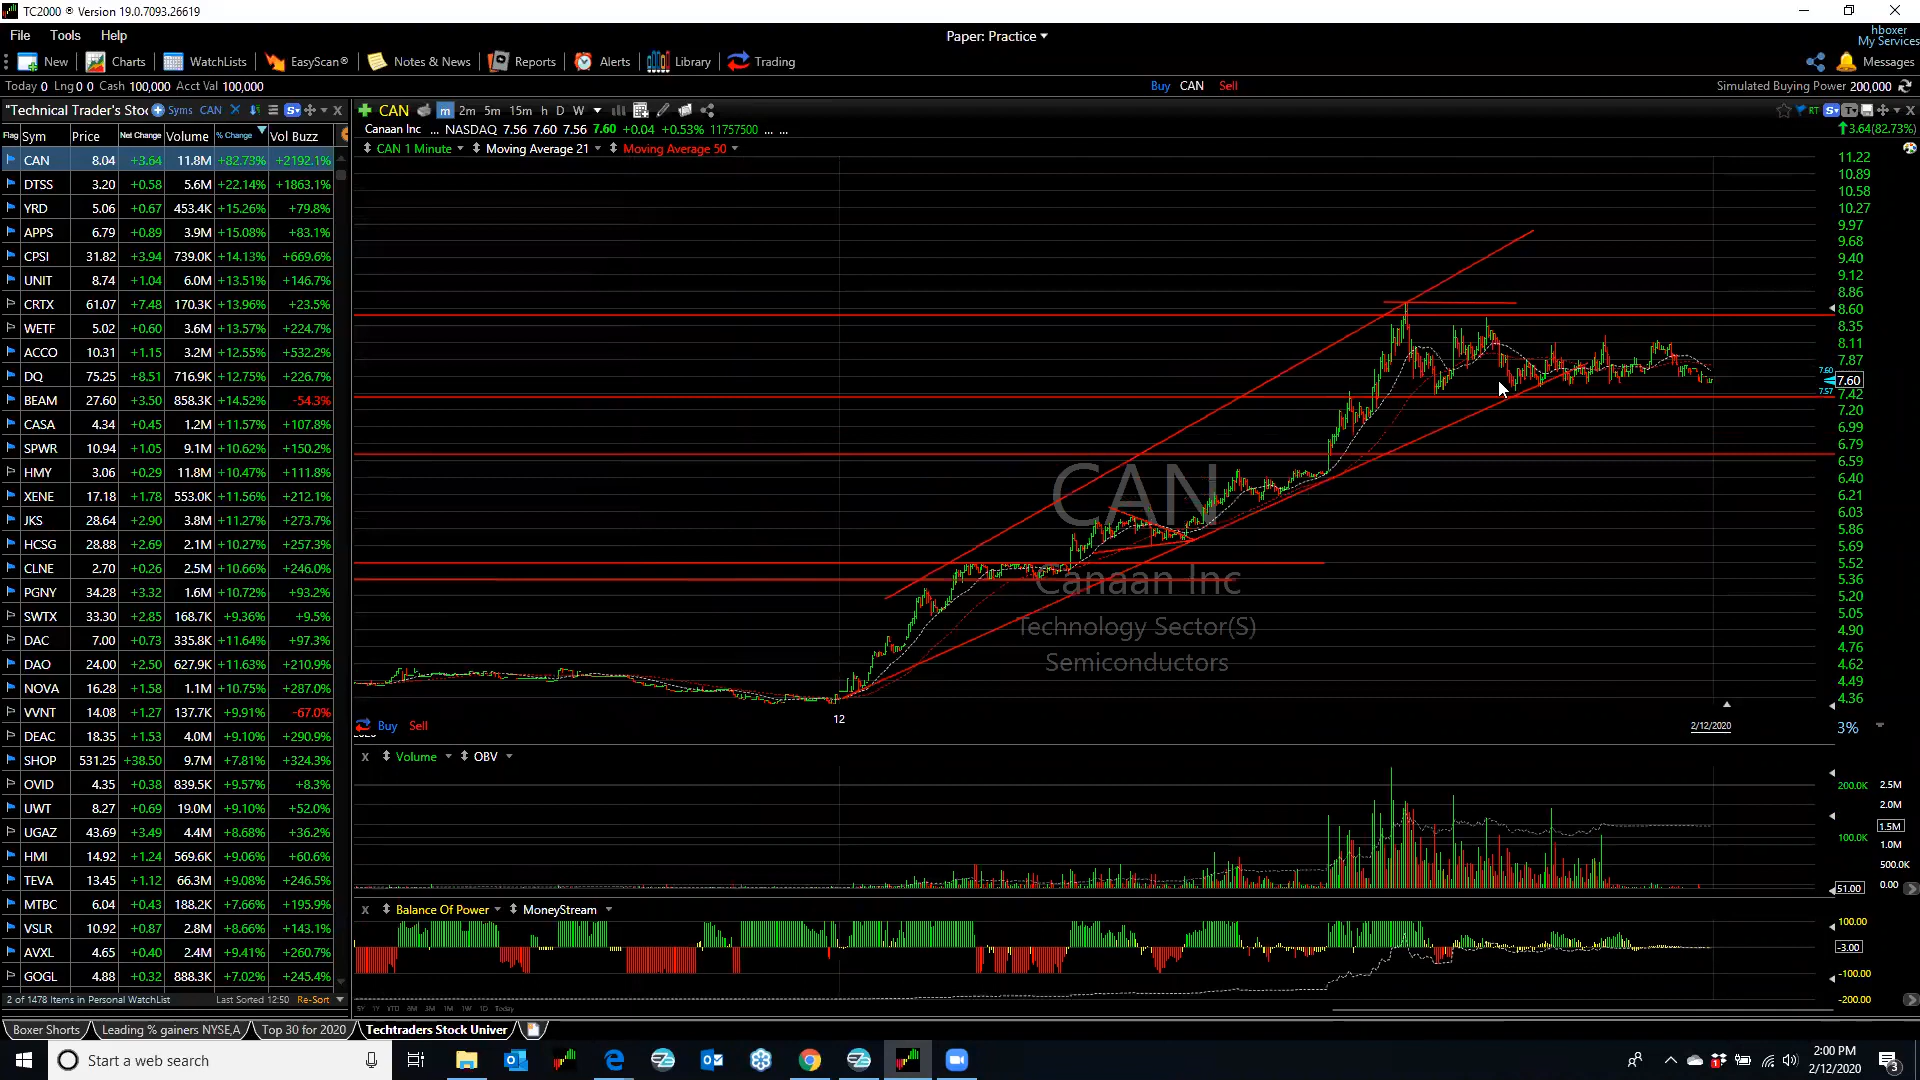 TC2000 ® Version 19.0.7093.26619
File Tools Help Paper: Practice hboxer
My Services
New Charts WatchLists EasyScan® Notes & News Reports Alerts Library Trading Messages
Today 0 Lng 0 0 Cash 100,000 Acct Val 100,000 Buy CAN Sell Simulated Buying Power 200,000
"Technical Trader's Stoc Syms CAN
Flag Sym Price Net Change Volume % Change Vol Buzz
CAN 8.04 +3.64 11.8M +82.73% +2192.1%
DTSS 3.20 +0.58 5.6M +22.14% +1863.1%
YRD 5.06 +0.67 453.4K +15.26% +79.8%
APPS 6.79 +0.89 3.9M +15.08% +83.1%
CPSI 31.82 +3.94 739.0K +14.13% +669.6%
UNIT 8.74 +1.04 6.0M +13.51% +146.7%
CRTX 61.07 +7.48 170.3K +13.96% +23.5%
WETF 5.02 +0.60 3.6M +13.57% +224.7%
ACCO 10.31 +1.15 3.2M +12.55% +532.2%
DQ 75.25 +8.51 716.9K +12.75% +226.7%
BEAM 27.60 +3.50 858.3K +14.52% -54.3%
CASA 4.34 +0.45 1.2M +11.57% +107.8%
SPWR 10.94 +1.05 9.1M +10.62% +150.2%
HMY 3.06 +0.29 11.8M +10.47% +111.8%
XENE 17.18 +1.78 553.0K +11.56% +212.1%
JKS 28.64 +2.90 3.8M +11.27% +273.7%
HCSG 28.88 +2.69 2.1M +10.27% +257.3%
CLNE 2.70 +0.26 2.5M +10.66% +246.0%
PGNY 34.28 +3.32 1.6M +10.72% +93.2%
SWTX 33.30 +2.85 168.7K +9.36% +9.5%
DAC 7.00 +0.73 335.8K +11.64% +97.3%
DAO 24.00 +2.50 627.9K +11.63% +210.9%
NOVA 16.28 +1.58 1.1M +10.75% +287.0%
VVNT 14.08 +1.27 137.7K +9.91% -67.0%
DEAC 18.35 +1.53 4.0M +9.10% +290.9%
SHOP 531.25 +38.50 9.7M +7.81% +324.3%
OVID 4.35 +0.38 839.5K +9.57% +8.3%
UWT 8.27 +0.69 19.0M +9.10% +52.0%
UGAZ 43.69 +3.49 4.4M +8.68% +36.2%
HMI 14.92 +1.24 569.6K +9.06% +60.6%
TEVA 13.45 +1.12 66.3M +9.08% +246.5%
MTBC 6.04 +0.43 188.2K +7.66% +195.9%
VSLR 10.92 +0.87 2.8M +8.66% +143.1%
AVXL 4.65 +0.40 2.4M +9.41% +260.7%
GOGL 4.88 +0.32 888.3K +7.02% +245.4%
2 of 1478 Items in Personal WatchList Last Sorted 12:50 Re-Sort
CAN m 2m 5m 15m h D W RT
Canaan Inc ... NASDAQ 7.56 7.60 7.56 7.60 +0.04 +0.53% 11757500 ... ... 3.64(82.73%)
CAN 1 Minute Moving Average 21 Moving Average 50
11.22
10.89
10.58
10.27
9.97
9.68
9.40
9.12
8.86
8.60
8.35
8.11
7.87
7.60 7.60
7.57 7.42
7.20
6.99
6.79
6.59
6.40
6.21
6.03
5.86
5.69
5.52
5.36
5.20
5.05
4.90
4.76
4.62
4.49
4.36
CAN
Canaan Inc
Technology Sector(S)
Semiconductors
12
Buy Sell 2/12/2020 3%
X Volume OBV
200.0K 2.5M
2.0M
1.5M
100.0K 1.0M
500.0K
51.00 0.00
X Balance Of Power MoneyStream
100.00
-3.00
-100.00
-200.00
5Y 1Y YTD 6M 3M 1M 1W 1D Today
Boxer Shorts Leading % gainers NYSE,A Top 30 for 2020 Techtraders Stock Univer
Start a web search
2:00 PM
2/12/2020
3